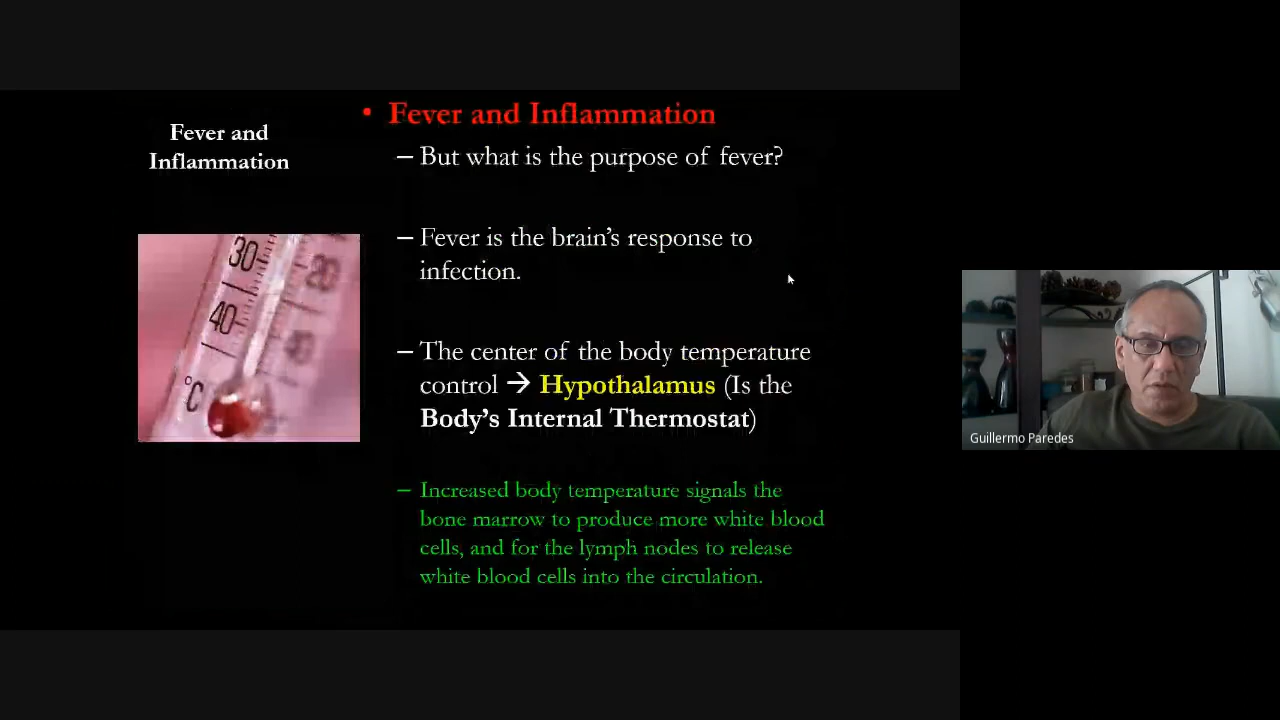 Fever and
Inflammation
• Fever and Inflammation
– But what is the purpose of fever?
– Fever is the brain’s response to
infection.
– The center of the body temperature
control → Hypothalamus (Is the
Body’s Internal Thermostat)
– Increased body temperature signals the
bone marrow to produce more white blood
cells, and for the lymph nodes to release
white blood cells into the circulation.
30
20
40
40
°C
Guillermo Paredes